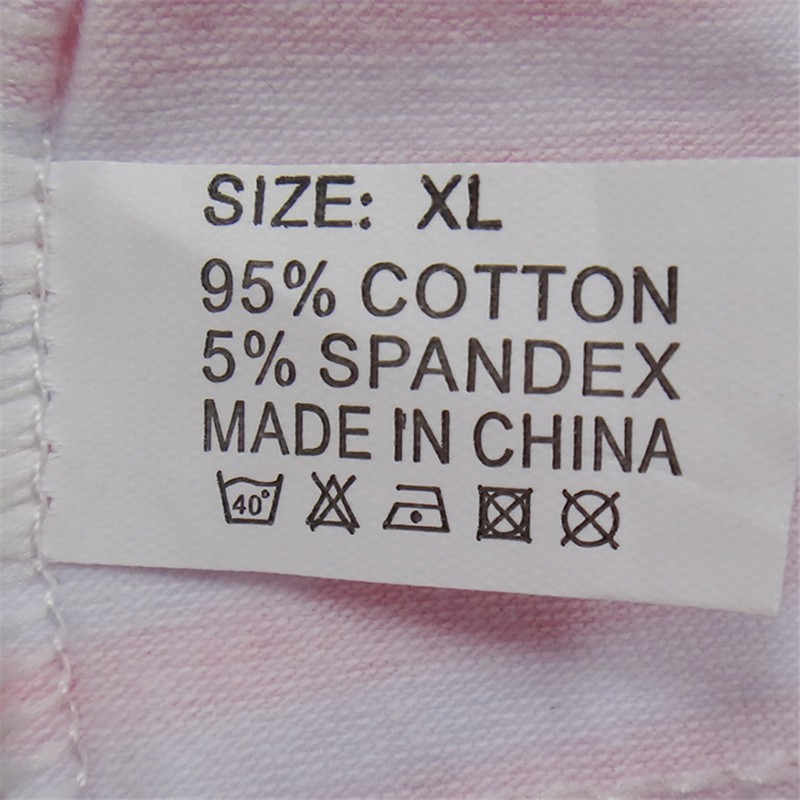 SIZE: XL
95% COTTON
5% SPANDEX
MADE IN CHINA
40°